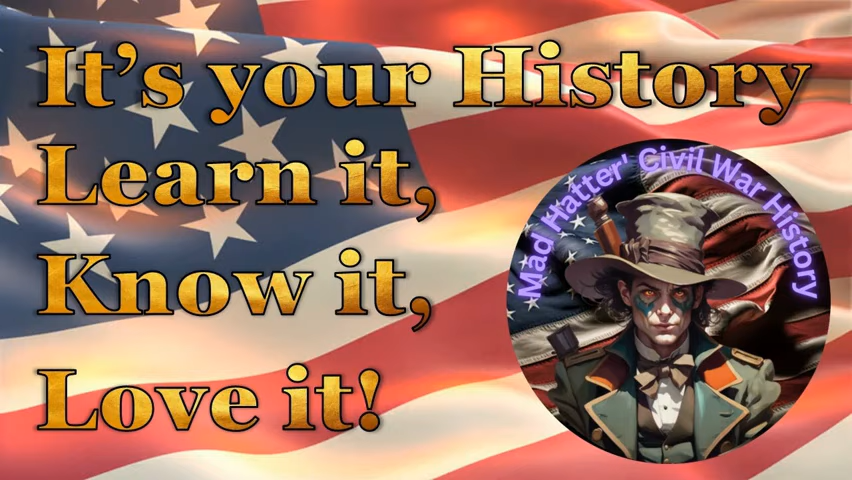 It's your History
Learn it,
Know it,
Love it!
Mad Hatter' Civil War History